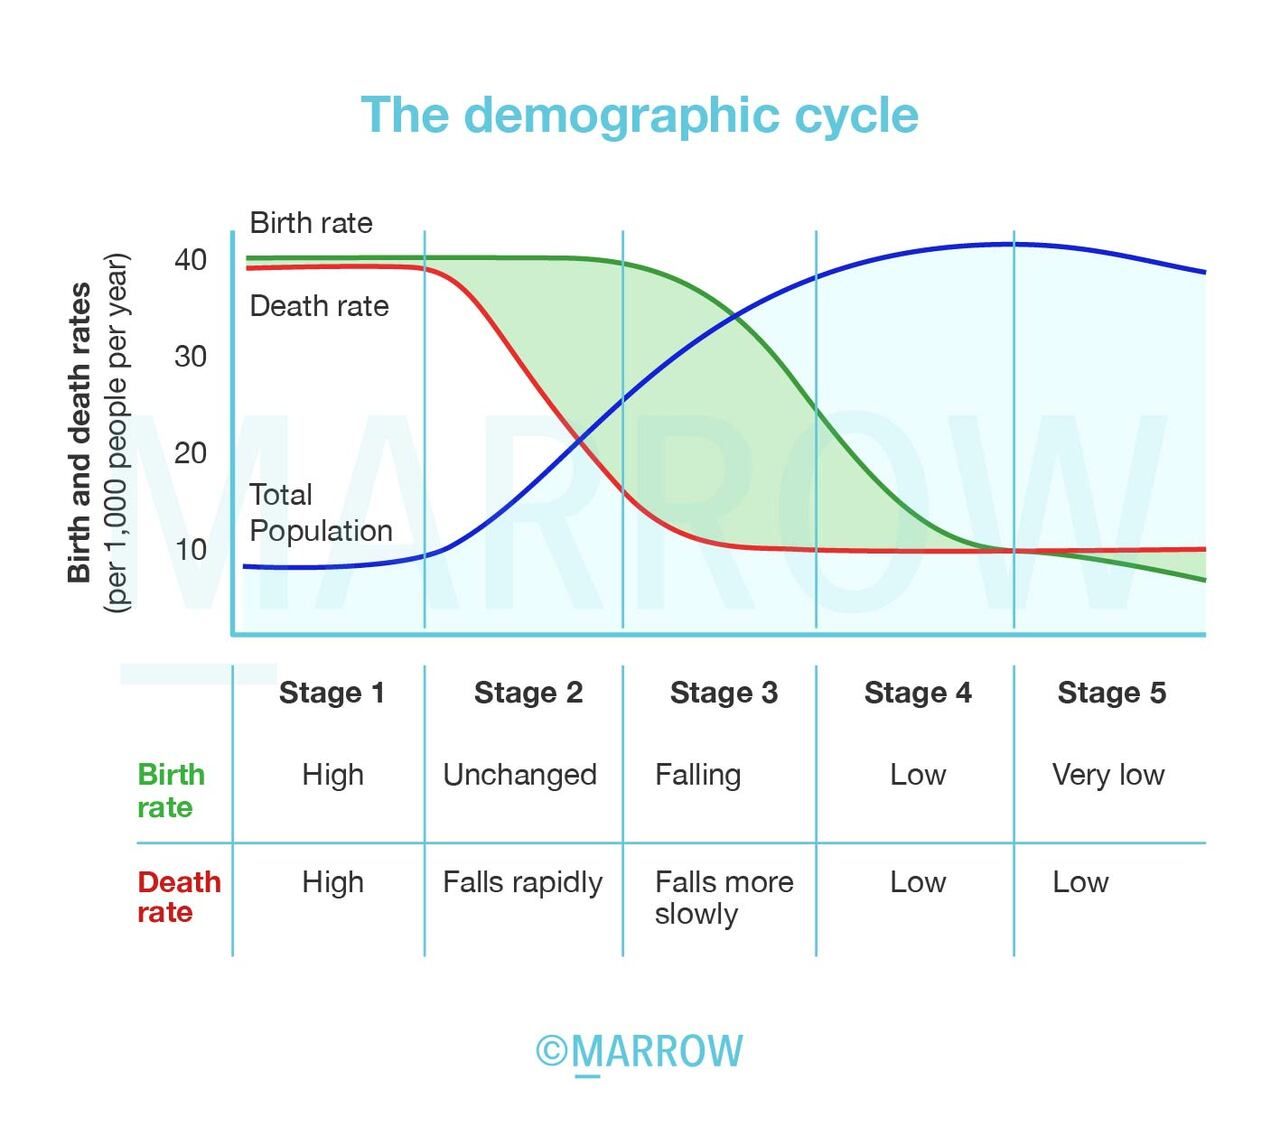 The demographic cycle
Birth and death rates
(per 1,000 people per year)
40
30
20
10
Birth rate
Death rate
Total
Population
MARROW
Stage 1 Stage 2 Stage 3 Stage 4 Stage 5
Birth
rate
High Unchanged Falling Low Very low
Death
rate
High Falls rapidly Falls more
slowly
Low Low
©MARROW